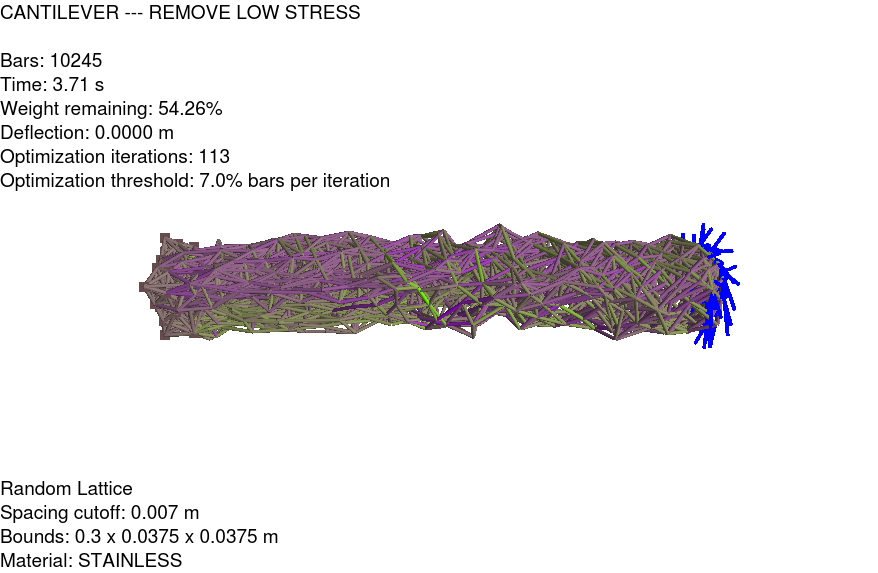 CANTILEVER --- REMOVE LOW STRESS
Bars: 10245
Time: 3.71 s
Weight remaining: 54.26%
Deflection: 0.0000 m
Optimization iterations: 113
Optimization threshold: 7.0% bars per iteration
Random Lattice
Spacing cutoff: 0.007 m
Bounds: 0.3 x 0.0375 x 0.0375 m
Material: STAINLESS